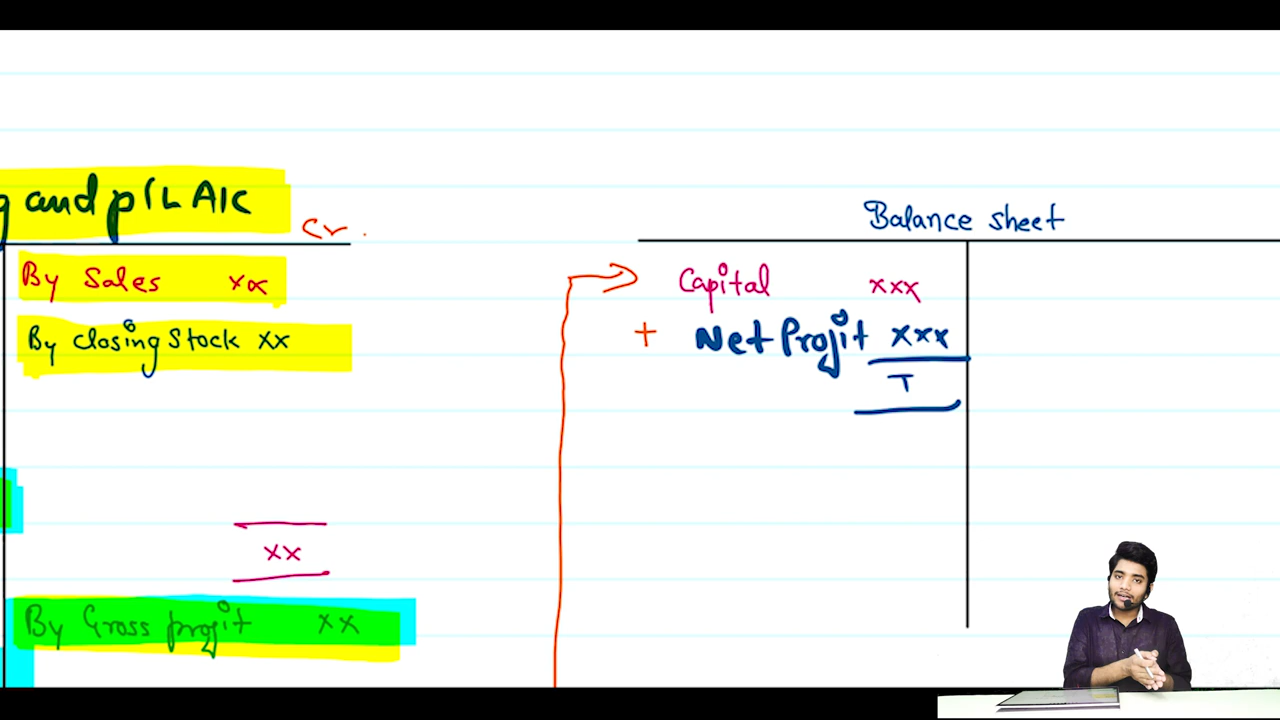 and P/L A/c
Cr.
By Sales xx
By closing Stock xx
xx
By Gross profit xx
Balance sheet
Capital xxx
+ Net Profit xxx
T